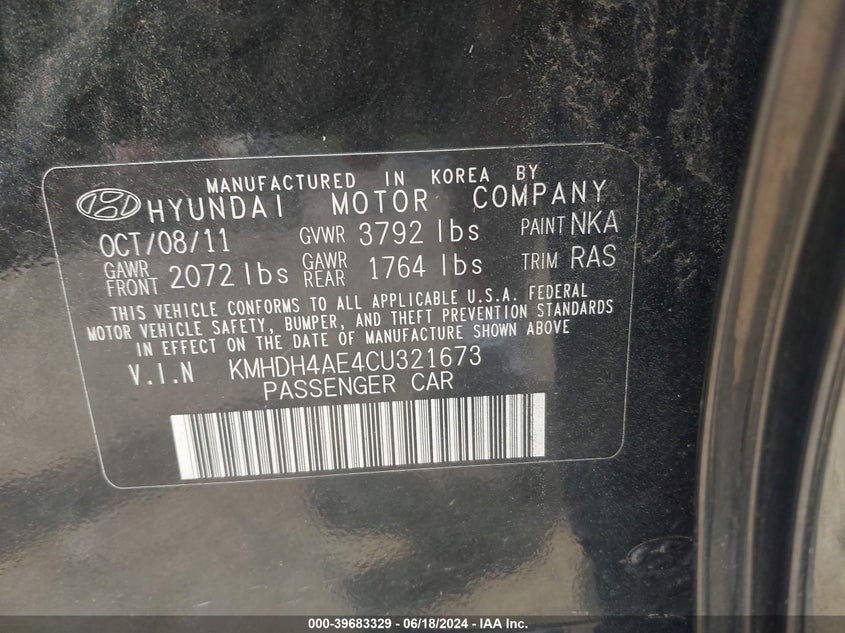 MANUFACTURED IN KOREA BY
HYUNDAI MOTOR COMPANY
OCT/08/11 GVWR 3792 lbs PAINT NKA
GAWR FRONT 2072 lbs GAWR REAR 1764 lbs TRIM RAS
THIS VEHICLE CONFORMS TO ALL APPLICABLE U.S.A. FEDERAL
MOTOR VEHICLE SAFETY, BUMPER, AND THEFT PREVENTION STANDARDS
IN EFFECT ON THE DATE OF MANUFACTURE SHOWN ABOVE
V.I.N KMHDH4AE4CU321673
PASSENGER CAR
000-39683329 - 06/18/2024 - IAA Inc.